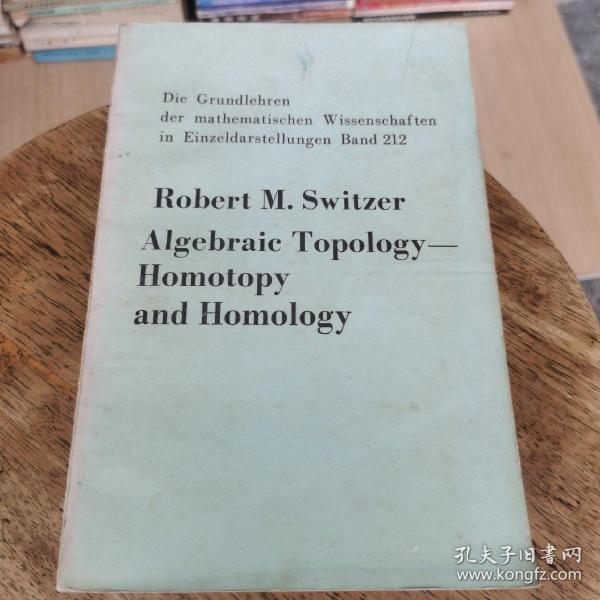 Die Grundlehren
der mathematischen Wissenschaften
in Einzeldarstellungen Band 212
Robert M. Switzer
Algebraic Topology—
Homotopy
and Homology
孔夫子旧书网
www.kongfz.com